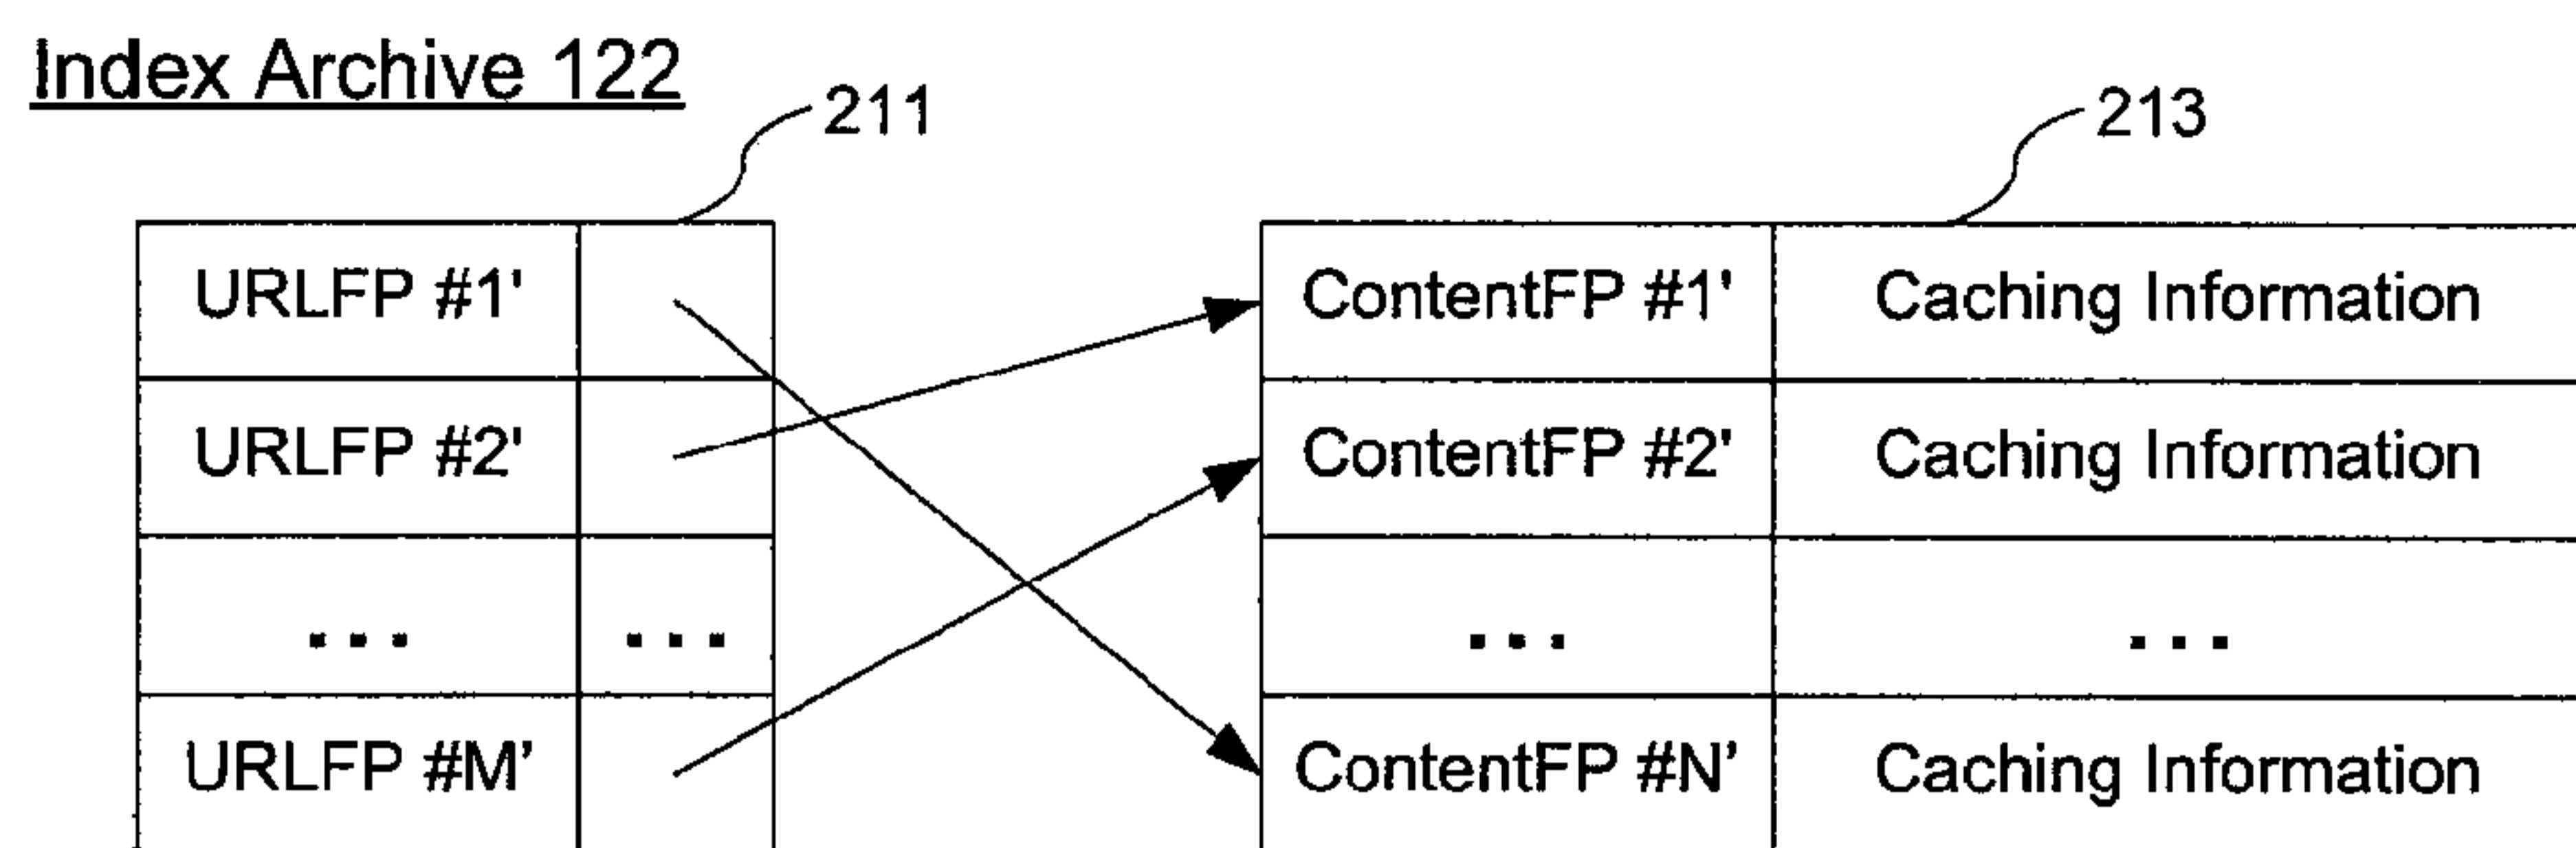 Index Archive 122
211
213
URLFP #1'
ContentFP #1'
Caching Information
URLFP #2'
ContentFP #2'
Caching Information
...
...
...
...
URLFP #M’
ContentFP #N’
Caching Information